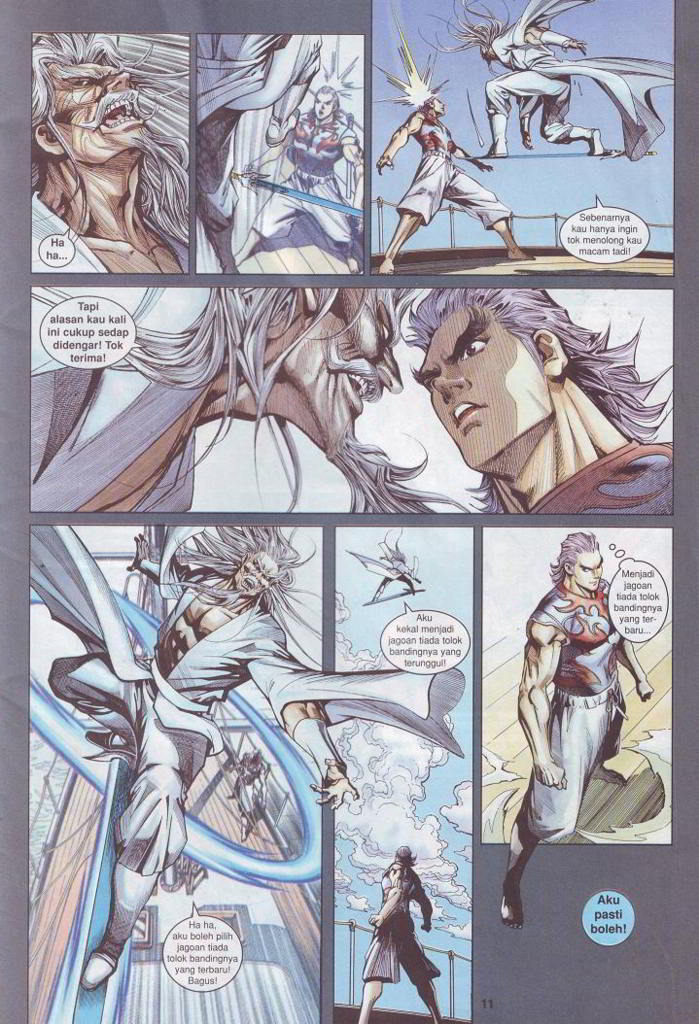 Ha
ha...
Sebenarnya
kau hanya ingin
tok menolong kau
macam tadi!
Tapi
alasan kau kali
ini cukup sedap
didengar! Tok
terima!
Ha ha,
aku boleh pilih
jagoan tiada
tolok bandingnya
yang terbaru!
Bagus!
Aku
kekal menjadi
jagoan tiada tolok
bandingnya yang
terunggul!
Menjadi
jagoan
tiada tolok
bandingnya
yang ter-
baru...
Aku
pasti
boleh!
11